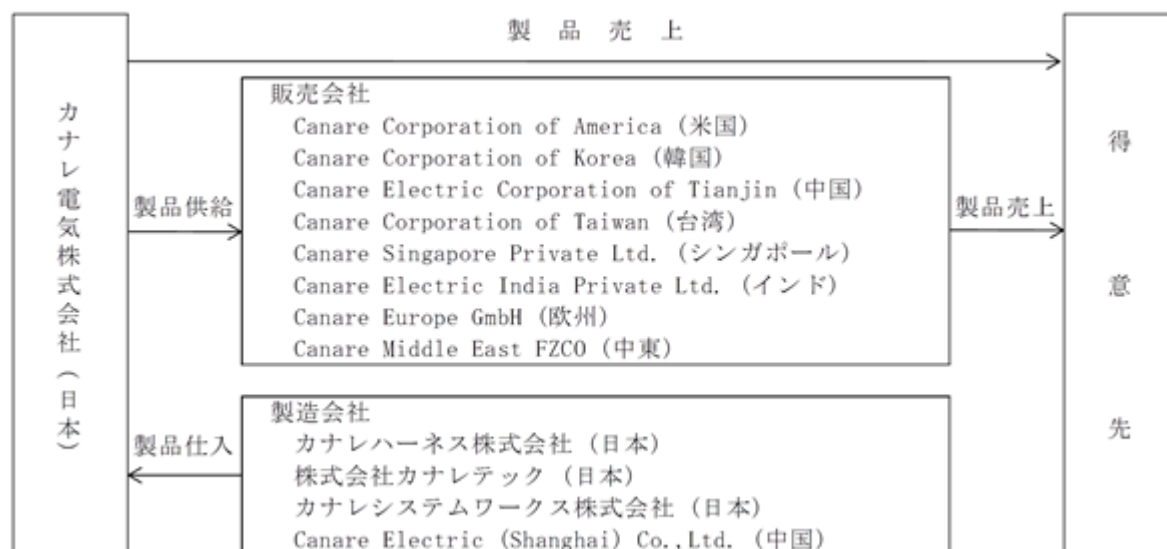 製品売上
カナレ電気株式会社(日本)
製品供給
販売会社
Canare Corporation of America (米国)
Canare Corporation of Korea (韓国)
Canare Electric Corporation of Tianjin (中国)
Canare Corporation of Taiwan (台湾)
Canare Singapore Private Ltd. (シンガポール)
Canare Electric India Private Ltd. (インド)
Canare Europe GmbH (欧州)
Canare Middle East FZCO (中東)
製品売上
得意先
製品仕入
製造会社
カナレハーネス株式会社 (日本)
株式会社カナレテック (日本)
カナレシステムワークス株式会社 (日本)
Canare Electric (Shanghai) Co.,Ltd. (中国)